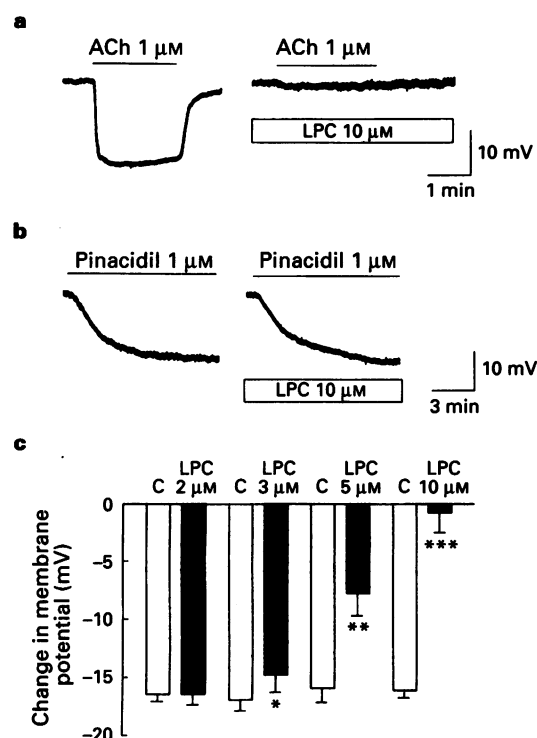 a
ACh 1 μM ACh 1 μM
LPC 10 μM
10 mV
1 min
b
Pinacidil 1 μM Pinacidil 1 μM
10 mV
LPC 10 μM
3 min
c
LPC LPC LPC LPC
C 2 μM C 3 μM C 5 μM C 10 μM
Change in membrane
potential (mV)
0
***
−5
−10
**
−15
*
−20